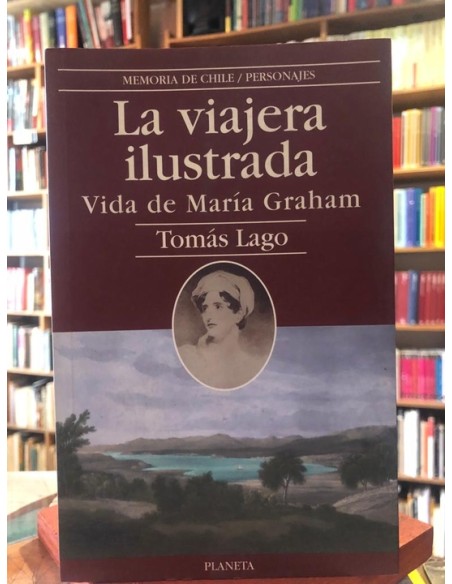 MEMORIA DE CHILE / PERSONAJES
La viajera
ilustrada
Vida de María Graham
Tomás Lago
PLANETA